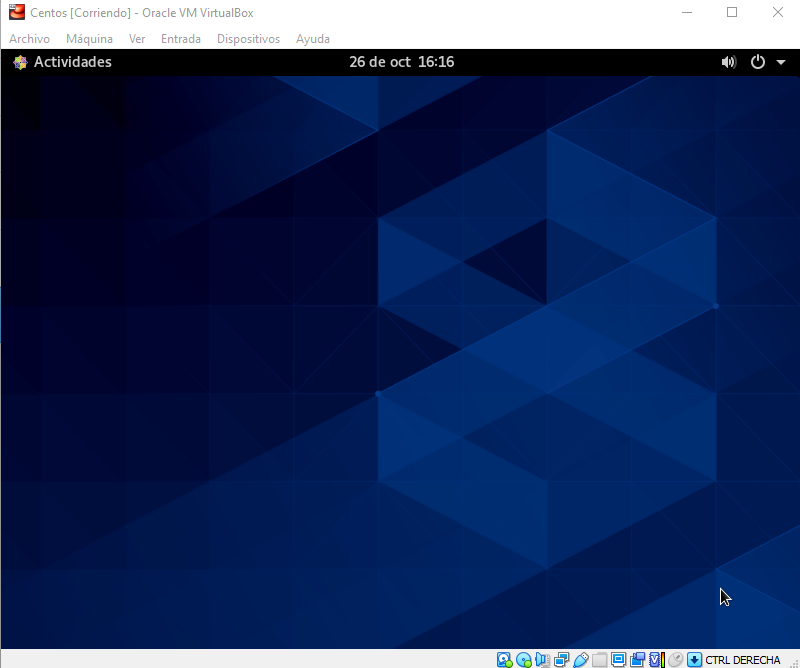 Centos [Corriendo] - Oracle VM VirtualBox
Archivo Máquina Ver Entrada Dispositivos Ayuda
Actividades 26 de oct 16:16
CTRL DERECHA